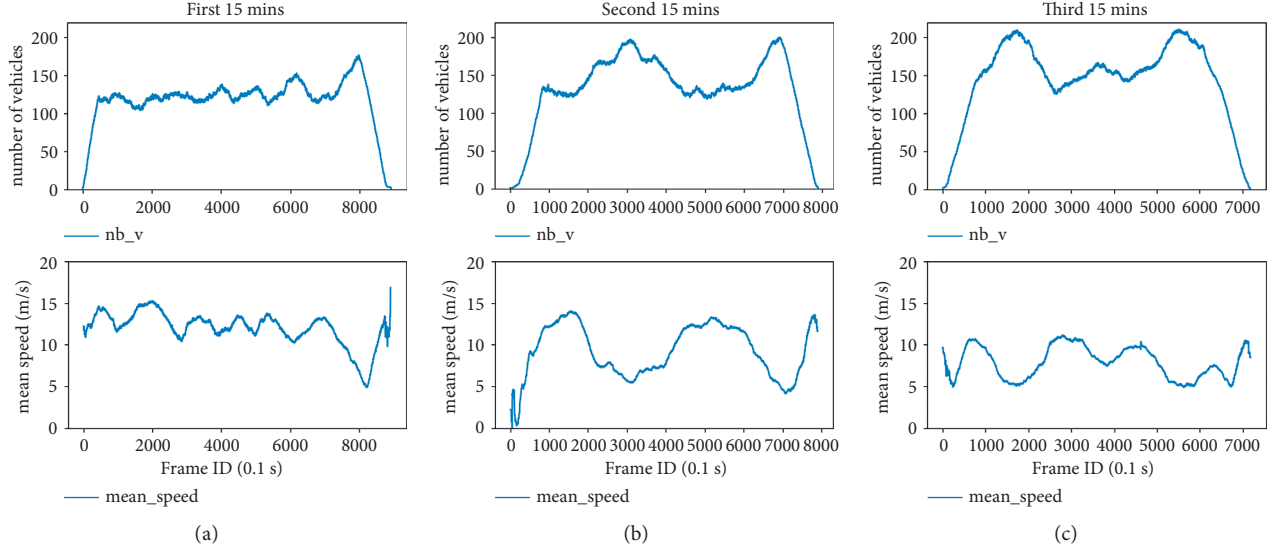 First 15 mins
number of vehicles
200
150
100
50
0
0 2000 4000 6000 8000
nb_v
mean speed (m/s)
20
15
10
5
0
0 2000 4000 6000 8000
Frame ID (0.1 s)
mean_speed
(a)
Second 15 mins
number of vehicles
200
150
100
50
0
0 1000 2000 3000 4000 5000 6000 7000 8000
nb_v
mean speed (m/s)
20
15
10
5
0
0 1000 2000 3000 4000 5000 6000 7000 8000
Frame ID (0.1 s)
mean_speed
(b)
Third 15 mins
number of vehicles
200
150
100
50
0
0 1000 2000 3000 4000 5000 6000 7000
nb_v
mean speed (m/s)
20
15
10
5
0
0 1000 2000 3000 4000 5000 6000 7000
Frame ID (0.1 s)
mean_speed
(c)